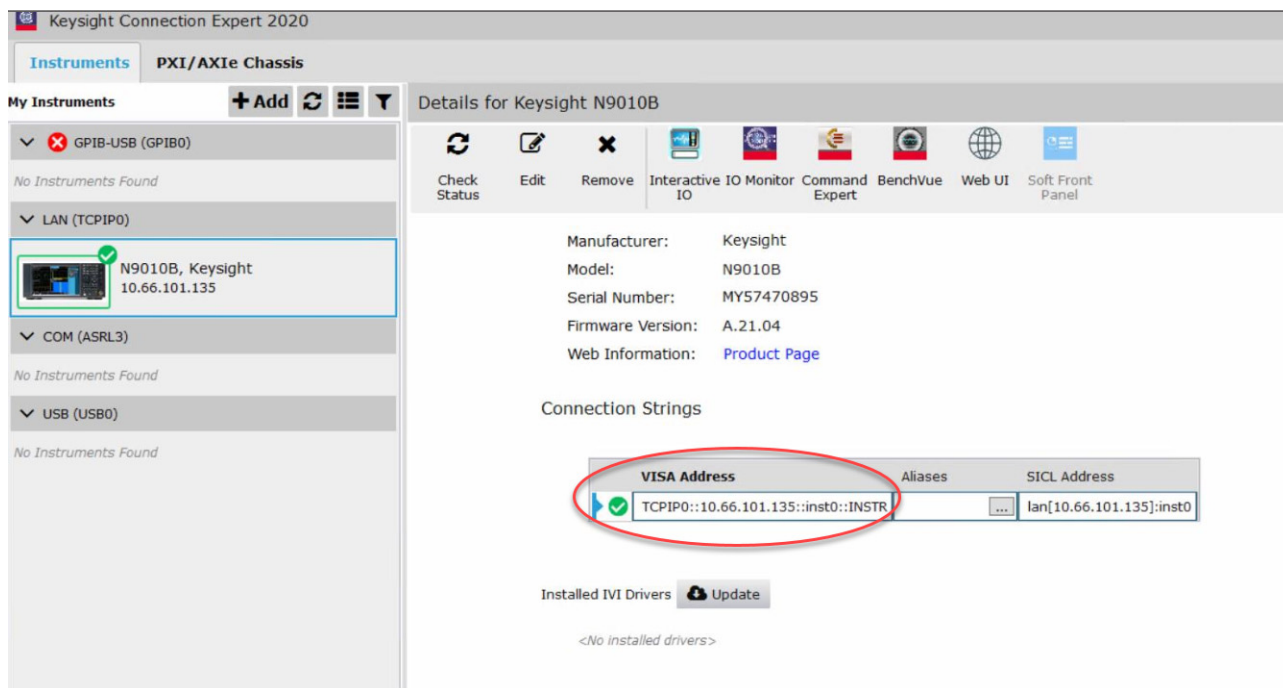 Keysight Connection Expert 2020
Instruments PXI/AXIe Chassis
My Instruments Add
GPIB-USB (GPIB0)
No Instruments Found
LAN (TCPIP0)
N9010B, Keysight
10.66.101.135
COM (ASRL3)
No Instruments Found
USB (USB0)
No Instruments Found
Details for Keysight N9010B
Check Status Edit Remove Interactive IO IO Monitor Command Expert BenchVue Web UI Soft Front Panel
Manufacturer: Keysight
Model: N9010B
Serial Number: MY57470895
Firmware Version: A.21.04
Web Information: Product Page
Connection Strings
VISA Address Aliases SICL Address
TCPIP0::10.66.101.135::inst0::INSTR ... lan[10.66.101.135]:inst0
Installed IVI Drivers Update
<No installed drivers>